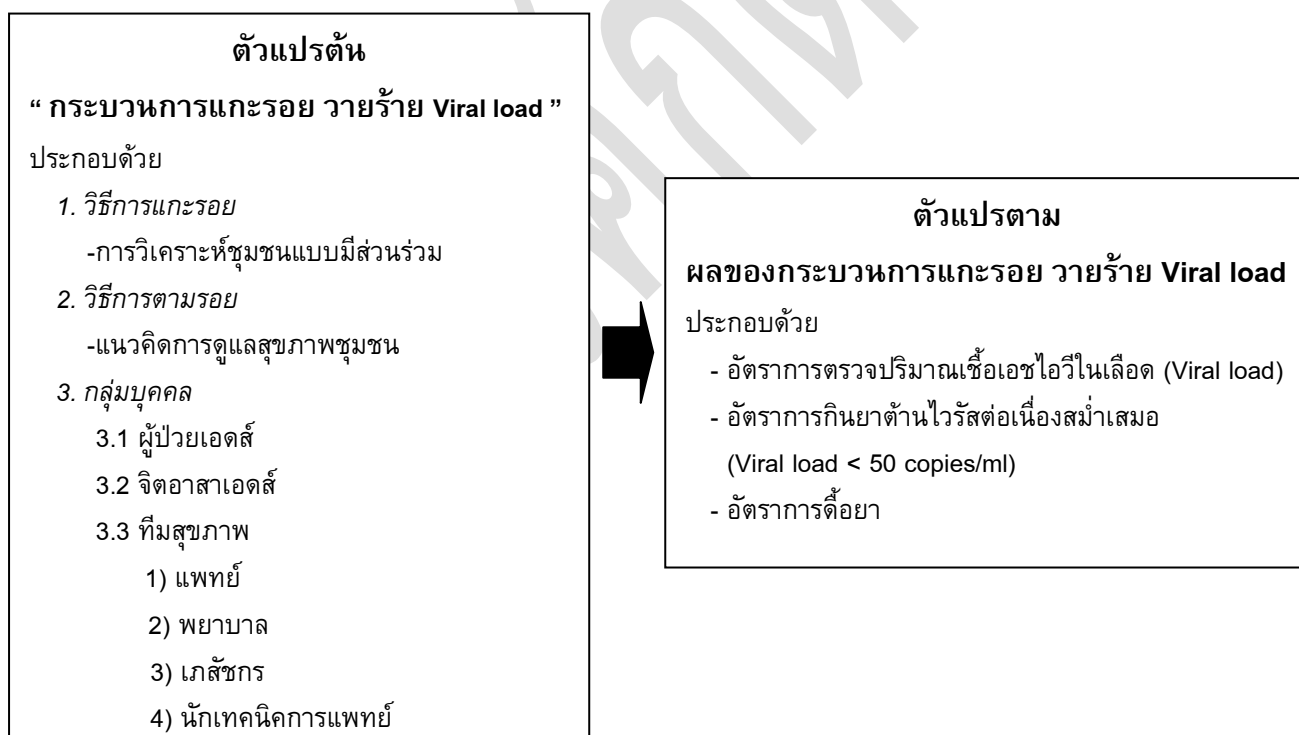 ตัวแปรต้น
“ กระบวนการแกะรอย วายร้าย Viral load ”
ประกอบด้วย
1. วิธีการแกะรอย
-การวิเคราะห์ชุมชนแบบมีส่วนร่วม
2. วิธีการตามรอย
-แนวคิดการดูแลสุขภาพชุมชน
3. กลุ่มบุคคล
3.1 ผู้ป่วยเอดส์
3.2 จิตอาสาเอดส์
3.3 ทีมสุขภาพ
1) แพทย์
2) พยาบาล
3) เภสัชกร
4) นักเทคนิคการแพทย์
ตัวแปรตาม
ผลของกระบวนการแกะรอย วายร้าย Viral load
ประกอบด้วย
- อัตราการตรวจปริมาณเชื้อเอชไอวีในเลือด (Viral load)
- อัตราการกินยาต้านไวรัสต่อเนื่องสม่ำเสมอ
(Viral load < 50 copies/ml)
- อัตราการดื้อยา